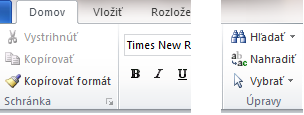 Domov Vložiť Rozlože
Vystrihnúť
Kopírovať
Kopírovať formát
Schránka
Times New R
B I U
Hľadať
Nahradiť
Vybrať
Úpravy